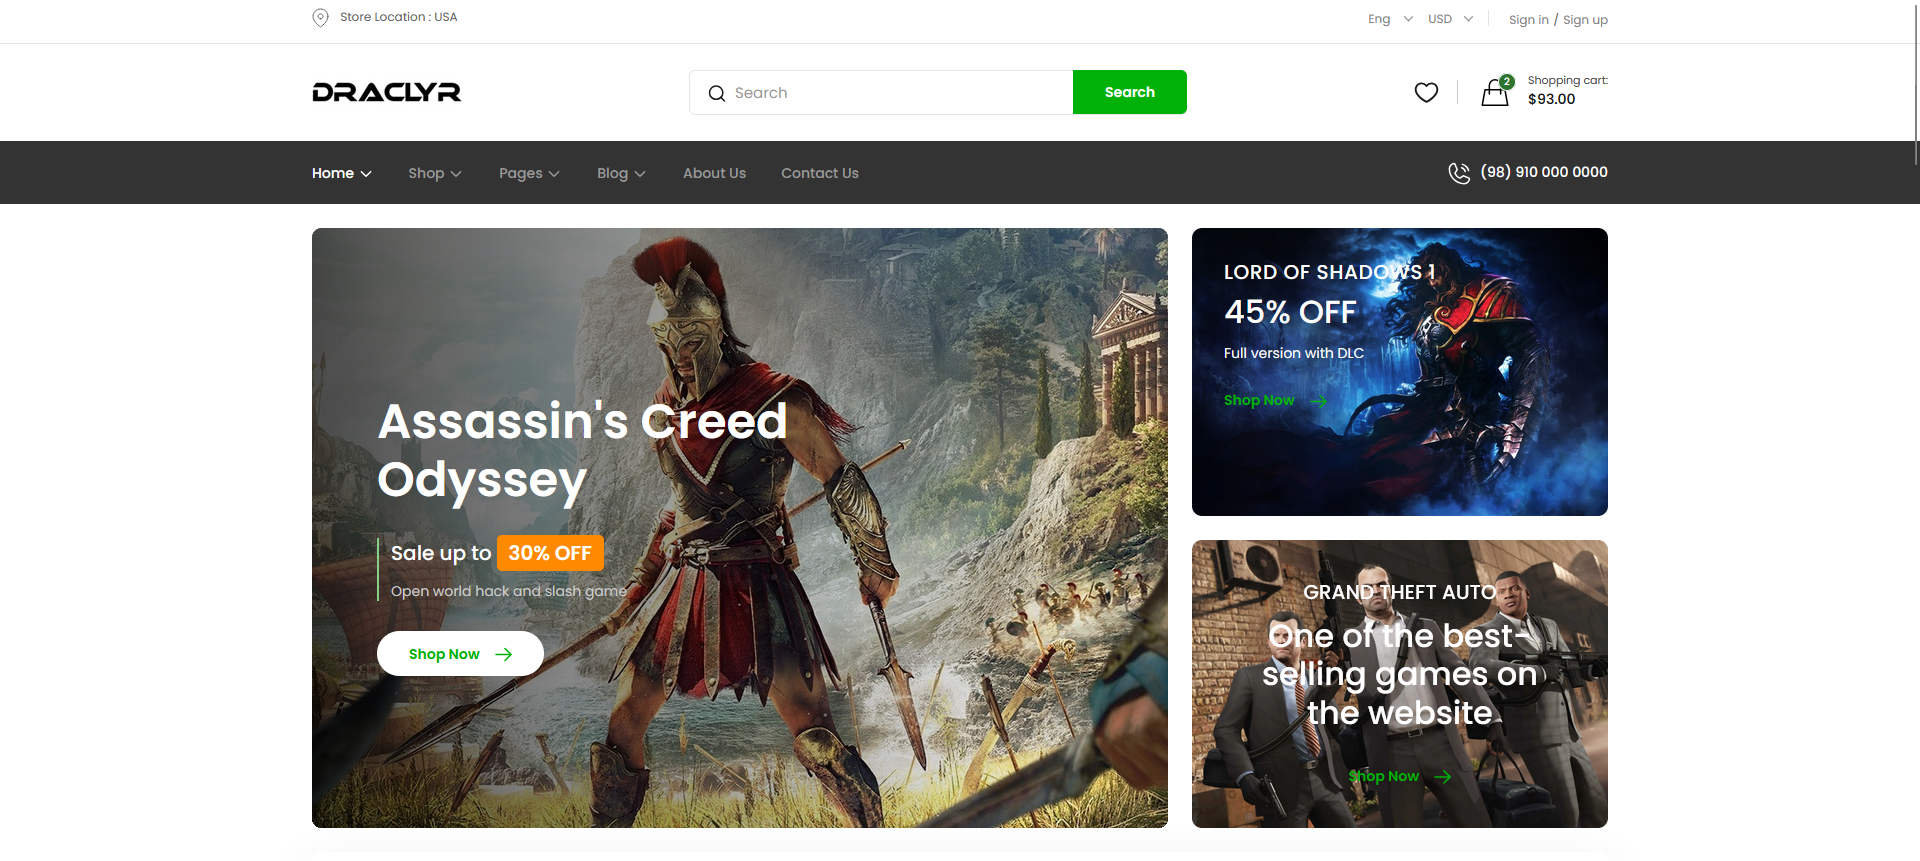 Store Location : USA
Eng
USD
Sign in / Sign up
DRACLYR
Search
Search
2
Shopping cart:
$93.00
Home
Shop
Pages
Blog
About Us
Contact Us
(98) 910 000 0000
Assassin's Creed
Odyssey
Sale up to 30% OFF
Open world hack and slash game
Shop Now
LORD OF SHADOWS 1
45% OFF
Full version with DLC
Shop Now
GRAND THEFT AUTO
One of the best-
selling games on
the website
Shop Now